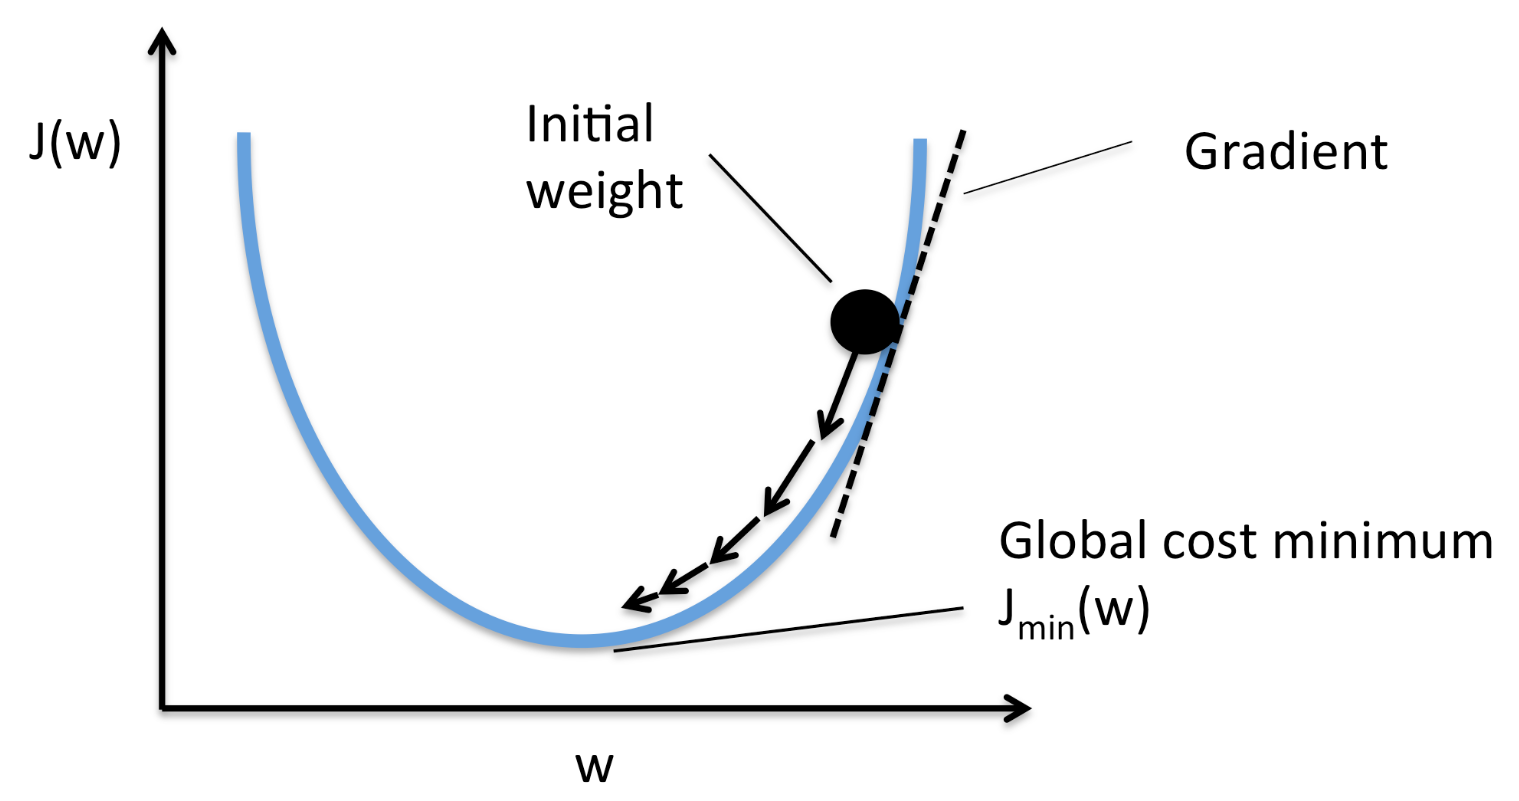 J(w)
Initial
weight
Gradient
Global cost minimum
Jmin(w)
w